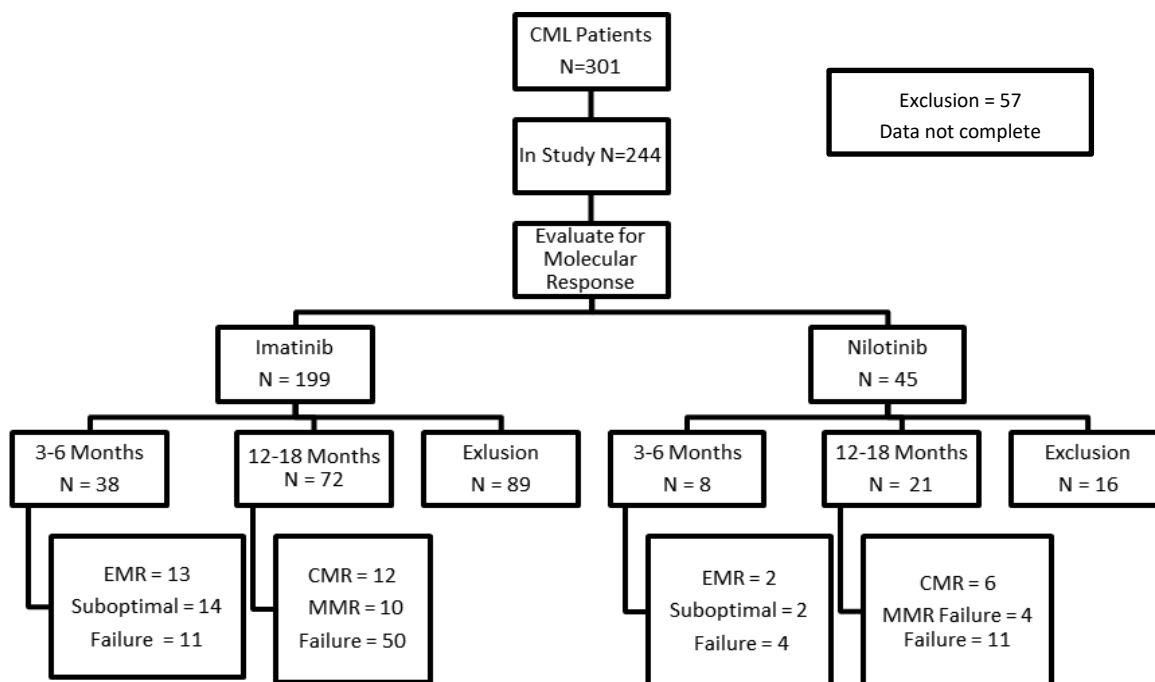 CML Patients
N=301
Exclusion = 57
Data not complete
In Study N=244
Evaluate for
Molecular
Response
Imatinib
N = 199
Nilotinib
N = 45
3-6 Months
N = 38
12-18 Months
N = 72
Exlusion
N = 89
3-6 Months
N = 8
12-18 Months
N = 21
Exclusion
N = 16
EMR = 13
Suboptimal = 14
Failure = 11
CMR = 12
MMR = 10
Failure = 50
EMR = 2
Suboptimal = 2
Failure = 4
CMR = 6
MMR Failure = 4
Failure = 11